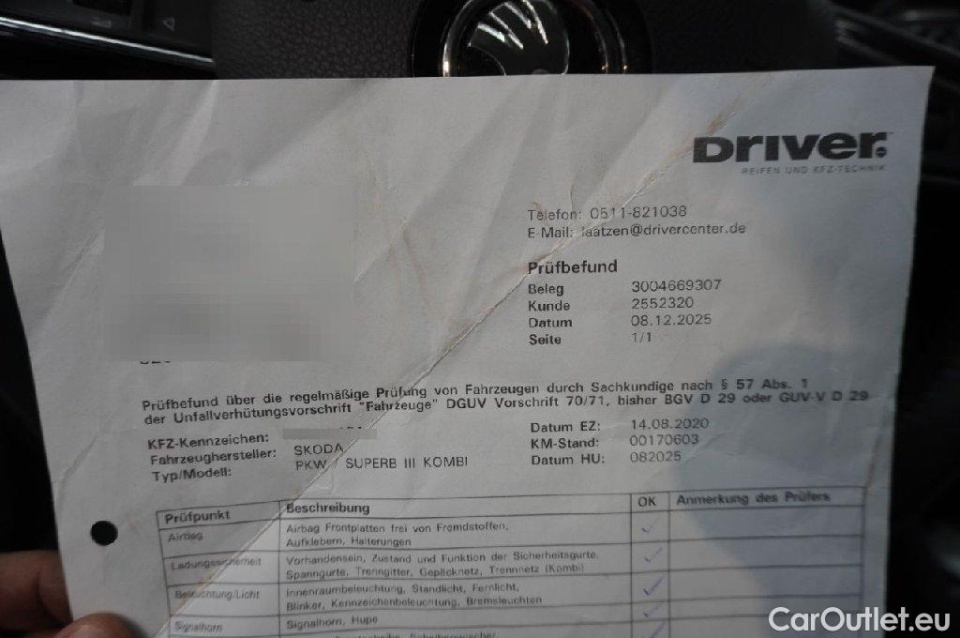 Driver.
REIFEN UND KFZ-TECHNIK
Telefon: 0511-821038
E-Mail: laatzen@drivercenter.de
Prüfbefund
Beleg 3004669307
Kunde 2552320
Datum 08.12.2025
Seite 1/1
Prüfbefund über die regelmäßige Prüfung von Fahrzeugen durch Sachkundige nach § 57 Abs. 1
der Unfallverhütungsvorschrift "Fahrzeuge" DGUV Vorschrift 70/71, bisher BGV D 29 oder GUV-V D 29
KFZ-Kennzeichen: Datum EZ: 14.08.2020
Fahrzeughersteller: SKODA KM-Stand: 00170603
Typ/Modell: PKW / SUPERB III KOMBI Datum HU: 082025
Prüfpunkt Beschreibung OK Anmerkung des Prüfers
Airbag Airbag Frontplatten frei von Fremdstoffen,
Aufklebern, Halterungen
Ladungssicherheit Vorhandensein, Zustand und Funktion der Sicherheitsgurte,
Spanngurte, Trenngitter, Gepäcknetz, Trennnetz (Kombi)
Beleuchtung/Licht Innenraumbeleuchtung, Standlicht, Fernlicht,
Blinker, Kennzeichenbeleuchtung, Bremsleuchten
Signalhorn Signalhorn, Hupe
CarOutlet.eu